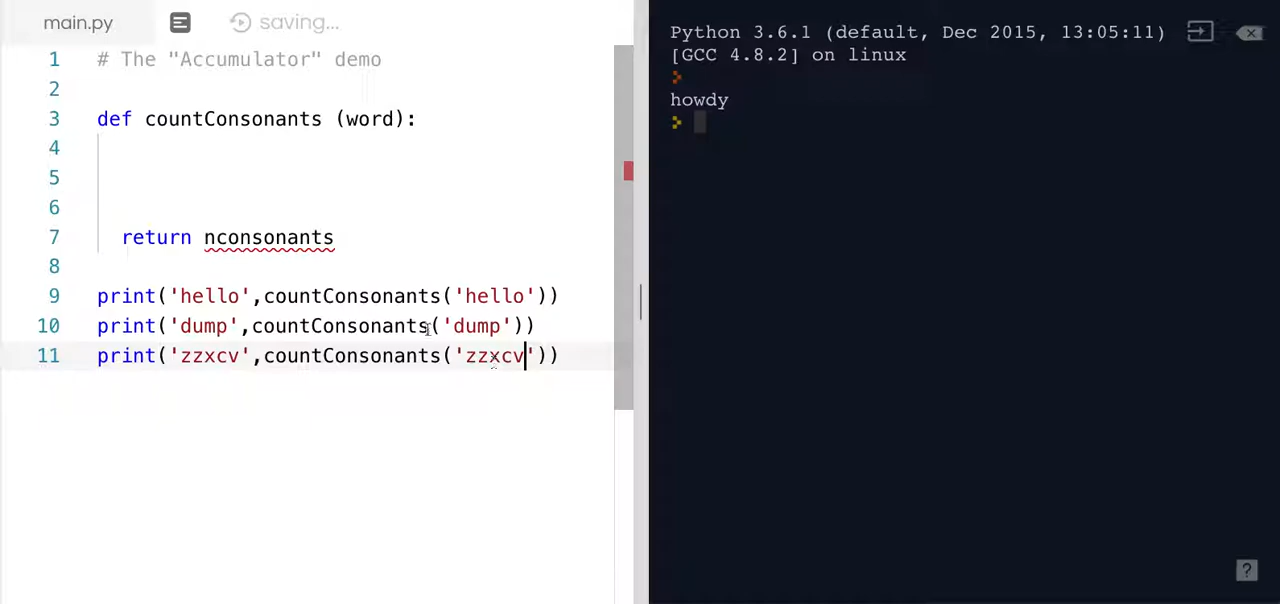 main.py saving...
1 # The "Accumulator" demo
2
3 def countConsonants (word):
4
5
6
7 return nconsonants
8
9 print('hello',countConsonants('hello'))
10 print('dump',countConsonants('dump'))
11 print('zzxcv',countConsonants('zzxcv'))
Python 3.6.1 (default, Dec 2015, 13:05:11)
[GCC 4.8.2] on linux
>
howdy
>
?